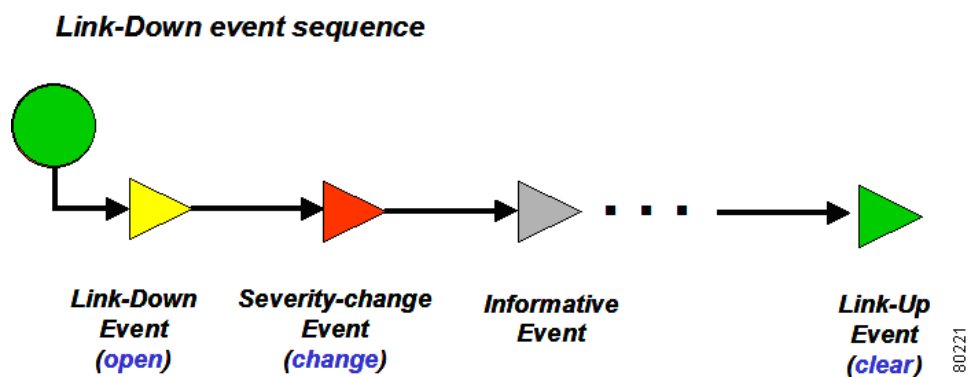 Link-Down event sequence
Link-Down
Event
(open)
Severity-change
Event
(change)
Informative
Event
Link-Up
Event
(clear)
80221